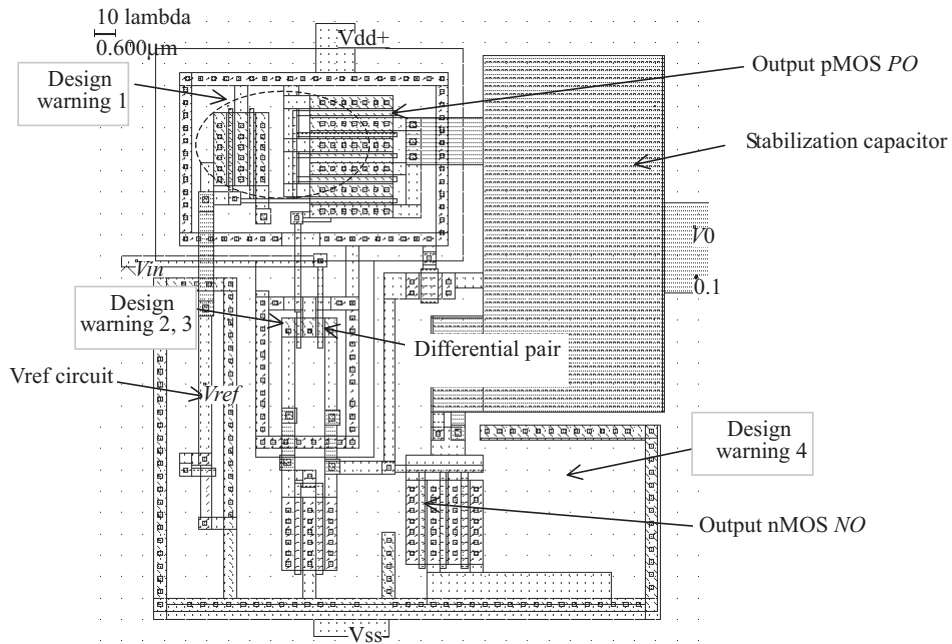 10 lambda
0.600μm
Vdd+
Design
warning 1
Output pMOS PO
Stabilization capacitor
V0
Vin
0.1
Design
warning 2, 3
Differential pair
Vref circuit
Vref
Design
warning 4
Output nMOS NO
Vss-